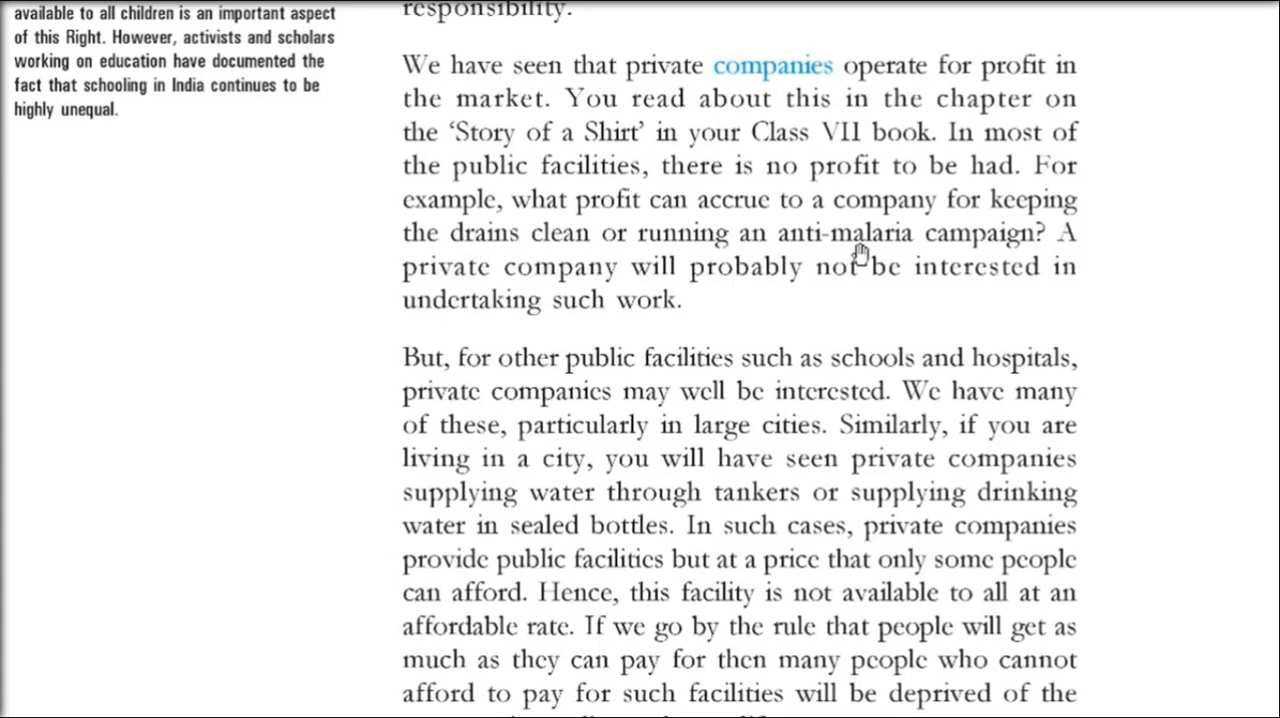 available to all children is an important aspect
of this Right. However, activists and scholars
working on education have documented the
fact that schooling in India continues to be
highly unequal.
responsibility.
We have seen that private companies operate for profit in
the market. You read about this in the chapter on
the ‘Story of a Shirt’ in your Class VII book. In most of
the public facilities, there is no profit to be had. For
example, what profit can accrue to a company for keeping
the drains clean or running an anti-malaria campaign? A
private company will probably not be interested in
undertaking such work.
But, for other public facilities such as schools and hospitals,
private companies may well be interested. We have many
of these, particularly in large cities. Similarly, if you are
living in a city, you will have seen private companies
supplying water through tankers or supplying drinking
water in sealed bottles. In such cases, private companies
provide public facilities but at a price that only some people
can afford. Hence, this facility is not available to all at an
affordable rate. If we go by the rule that people will get as
much as they can pay for then many people who cannot
afford to pay for such facilities will be deprived of the